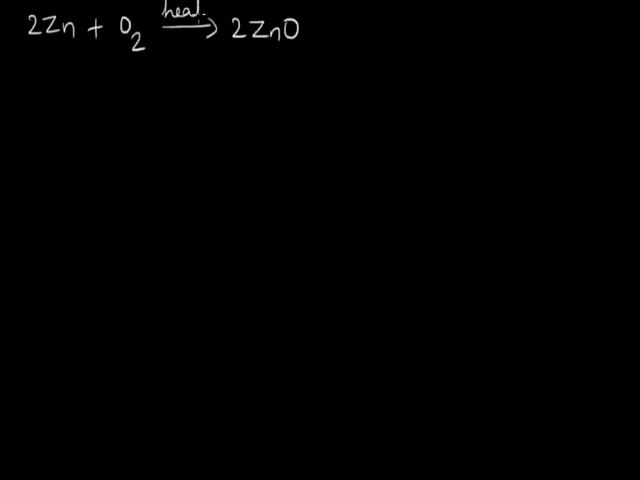 heat
2Zn + O₂ → 2ZnO